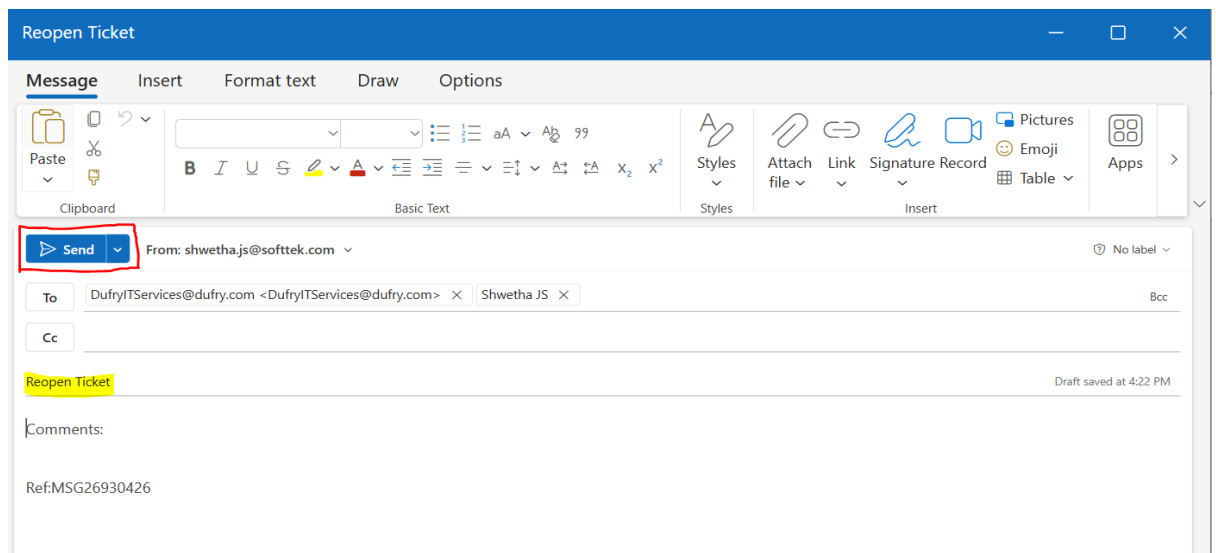 Reopen Ticket
Message Insert Format text Draw Options
Paste
Clipboard
aA
B I U S A x₂ x²
Basic Text
Styles
Styles
Attach file Link Signature Record
Pictures
Emoji
Table
Insert
Apps
Send From: shwetha.js@softtek.com No label
To DufryITServices@dufry.com <DufryITServices@dufry.com> Shwetha JS Bcc
Cc
Reopen Ticket Draft saved at 4:22 PM
Comments:
Ref:MSG26930426